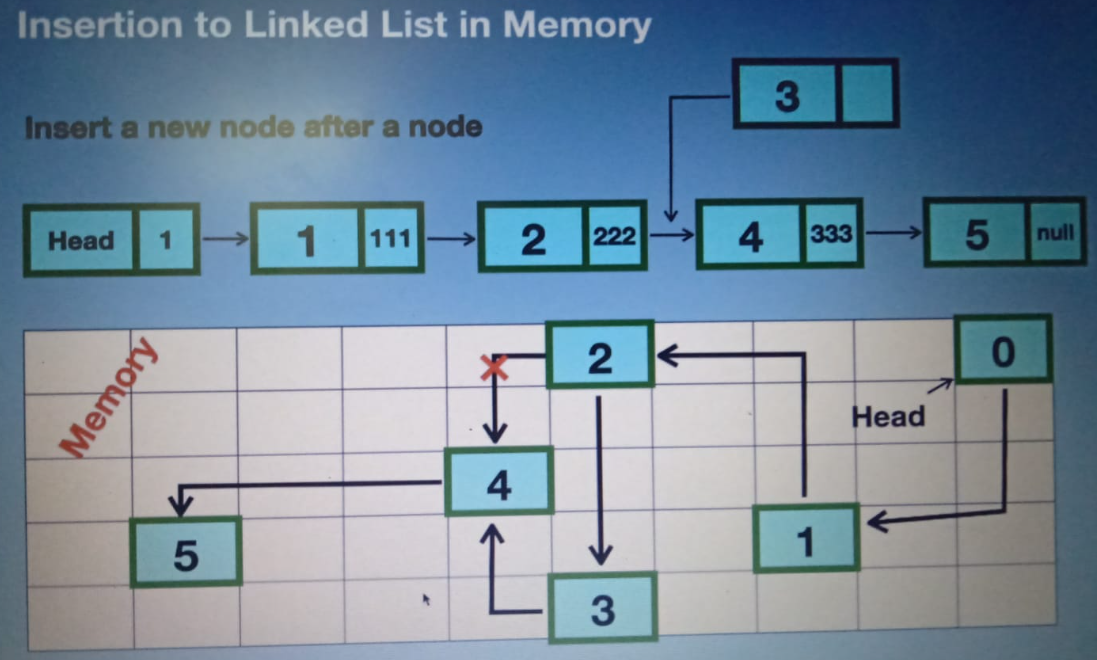 Insertion to Linked List in Memory
3
Insert a new node after a node
Head 1 1 111 2 222 4 333 5 null
Memory
2
0
Head
4
5
1
3